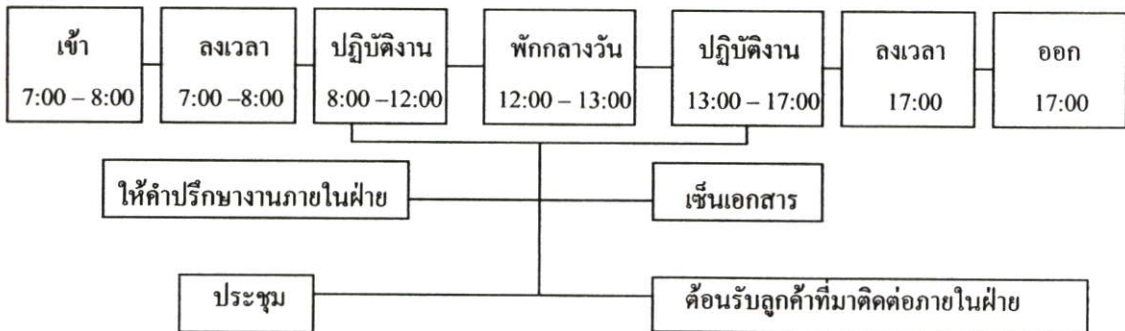 เข้า
7:00 – 8:00
ลงเวลา
7:00 –8:00
ปฏิบัติงาน
8:00 –12:00
พักกลางวัน
12:00 – 13:00
ปฏิบัติงาน
13:00 – 17:00
ลงเวลา
17:00
ออก
17:00
ให้คำปรึกษางานภายในฝ่าย
เซ็นเอกสาร
ประชุม
ต้อนรับลูกค้าที่มาติดต่อภายในฝ่าย